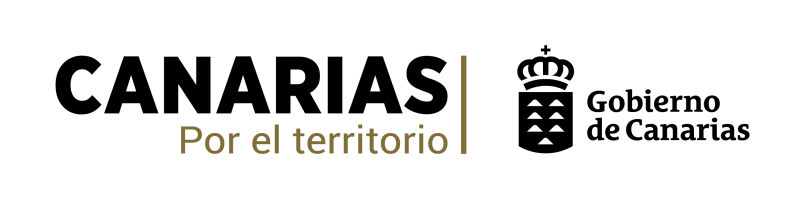 CANARIAS
Por el territorio
Gobierno
de Canarias